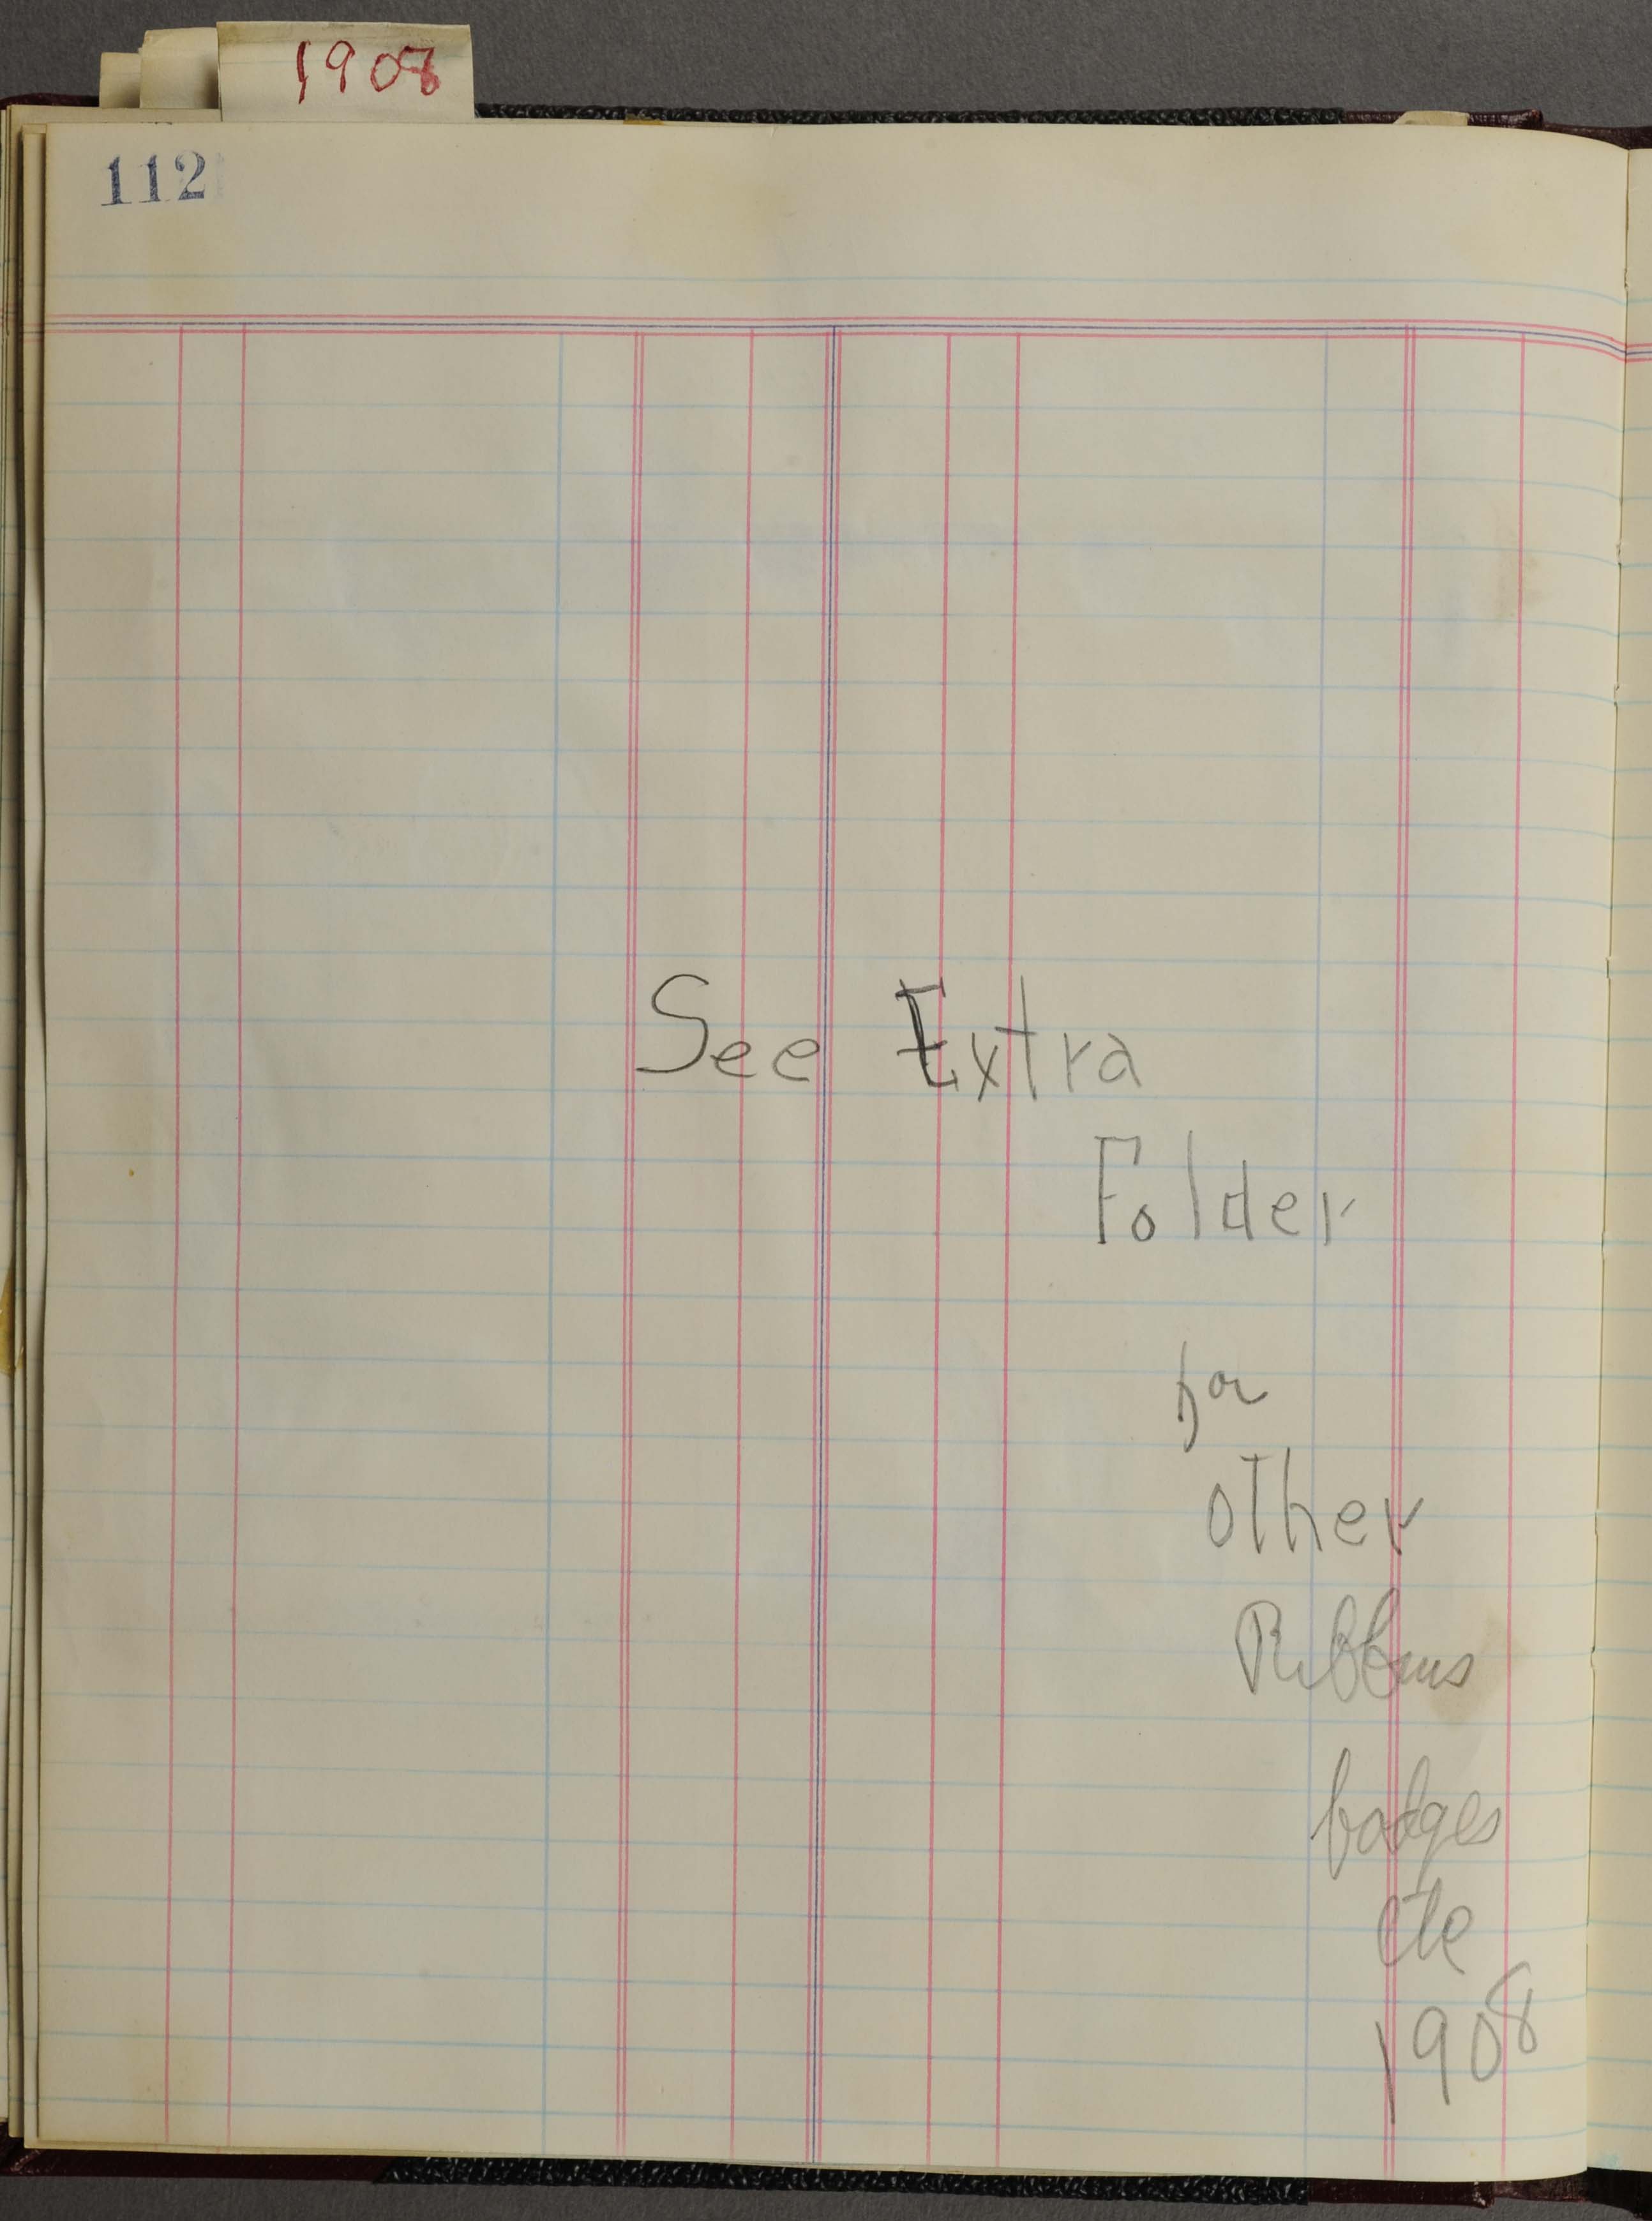 1908
112
See Extra
Folder
for
other
Ribbons
badges
etc
1908